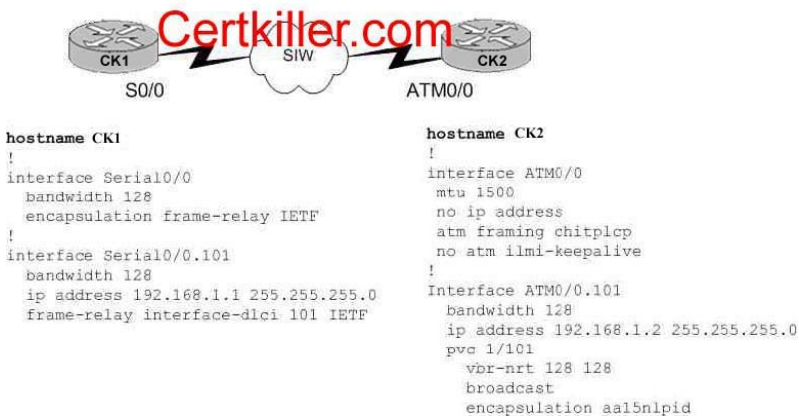 Certkiller.com
CK1
SIW
CK2
S0/0
ATM0/0
hostname CK1
!
interface Serial0/0
bandwidth 128
encapsulation frame-relay IETF
!
interface Serial0/0.101
bandwidth 128
ip address 192.168.1.1 255.255.255.0
frame-relay interface-dlci 101 IETF
hostname CK2
!
interface ATM0/0
mtu 1500
no ip address
atm framing cbitplcp
no atm ilmi-keepalive
!
Interface ATM0/0.101
bandwidth 128
ip address 192.168.1.2 255.255.255.0
pvc 1/101
vbr-nrt 128 128
broadcast
encapsulation aal5nlpid